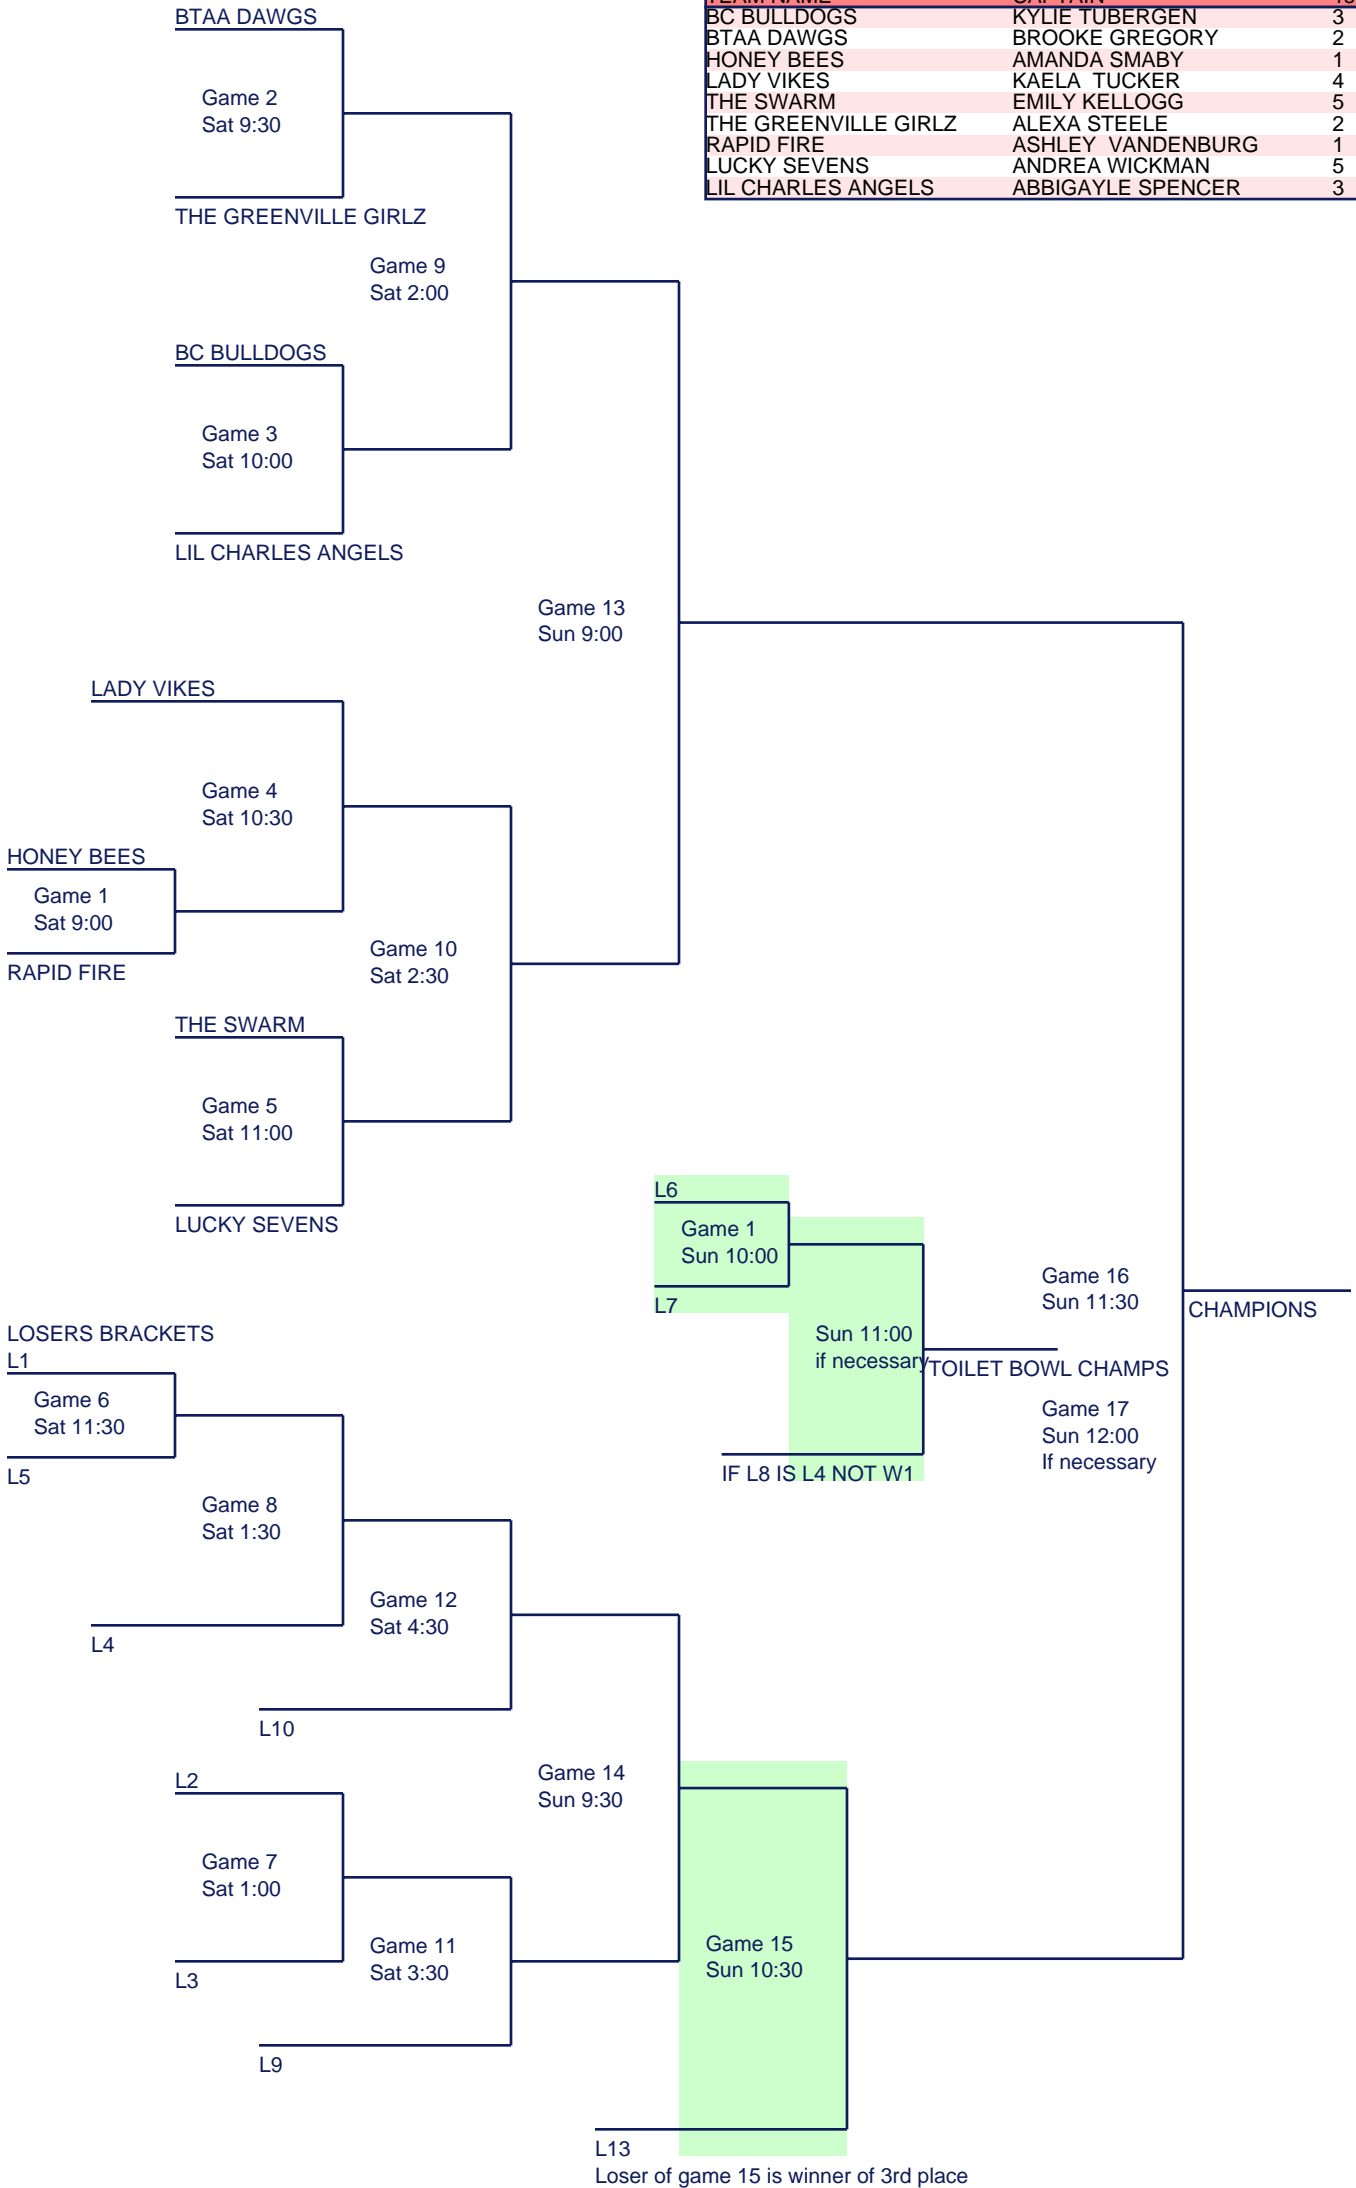 BTAA DAWGS
BC BULLDOGS KYLIE TUBERGEN 3
BTAA DAWGS BROOKE GREGORY 2
HONEY BEES AMANDA SMABY 1
LADY VIKES KAELA TUCKER 4
THE SWARM EMILY KELLOGG 5
THE GREENVILLE GIRLZ ALEXA STEELE 2
RAPID FIRE ASHLEY VANDENBURG 1
LUCKY SEVENS ANDREA WICKMAN 5
LIL CHARLES ANGELS ABBIGAYLE SPENCER 3
Game 2
Sat 9:30
THE GREENVILLE GIRLZ
Game 9
Sat 2:00
BC BULLDOGS
Game 3
Sat 10:00
LIL CHARLES ANGELS
Game 13
Sun 9:00
LADY VIKES
Game 4
Sat 10:30
HONEY BEES
Game 1
Sat 9:00
RAPID FIRE
Game 10
Sat 2:30
THE SWARM
Game 5
Sat 11:00
LUCKY SEVENS
L6
Game 1
Sun 10:00
L7
Game 16
Sun 11:30
CHAMPIONS
Sun 11:00
if necessary
TOILET BOWL CHAMPS
Game 17
Sun 12:00
If necessary
IF L8 IS L4 NOT W1
LOSERS BRACKETS
L1
Game 6
Sat 11:30
L5
Game 8
Sat 1:30
L4
Game 12
Sat 4:30
L10
L2
Game 14
Sun 9:30
Game 7
Sat 1:00
L3
Game 11
Sat 3:30
Game 15
Sun 10:30
L9
L13
Loser of game 15 is winner of 3rd place